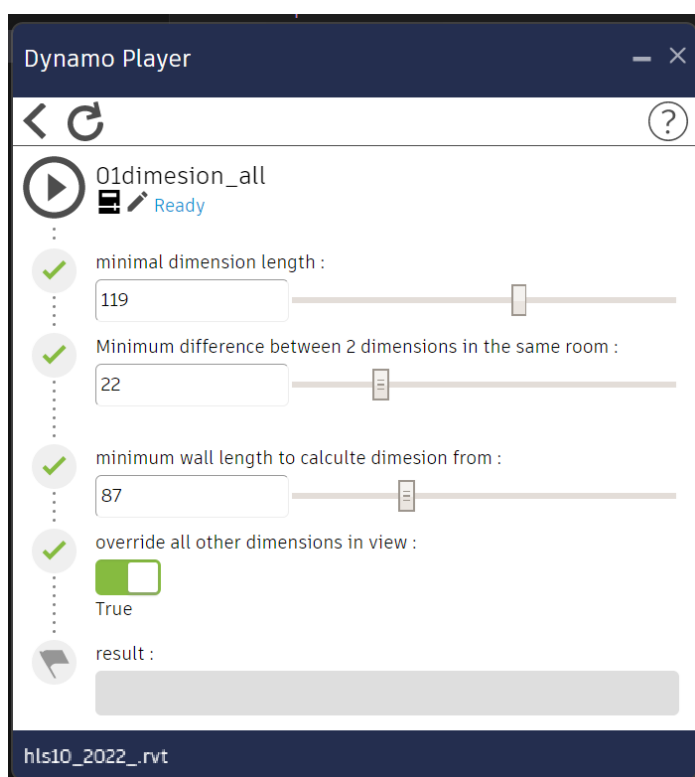 Dynamo Player
01dimesion_all
Ready
minimal dimension length :
119
Minimum difference between 2 dimensions in the same room :
22
minimum wall length to calculte dimesion from :
87
override all other dimensions in view :
True
result :
hls10_2022_.rvt